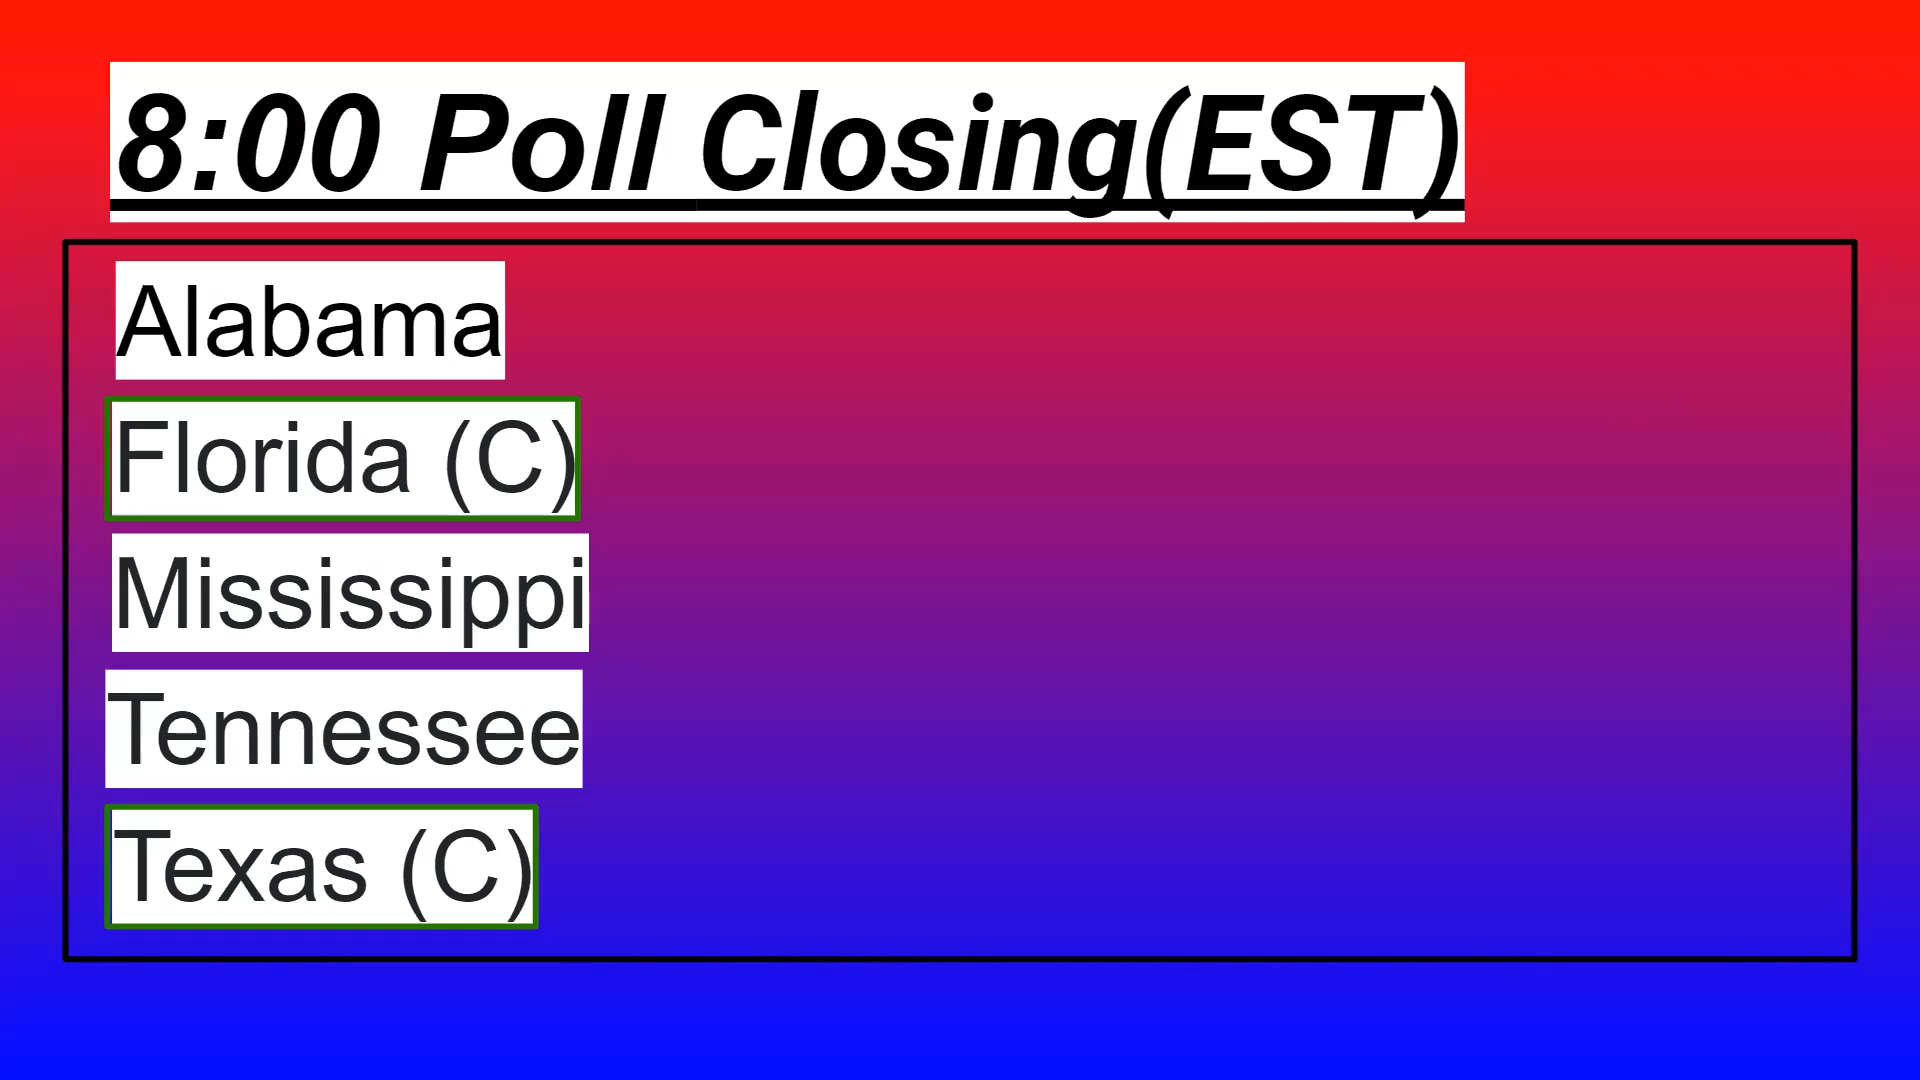 8:00 Poll Closing(EST)
Alabama
Florida (C)
Mississippi
Tennessee
Texas (C)